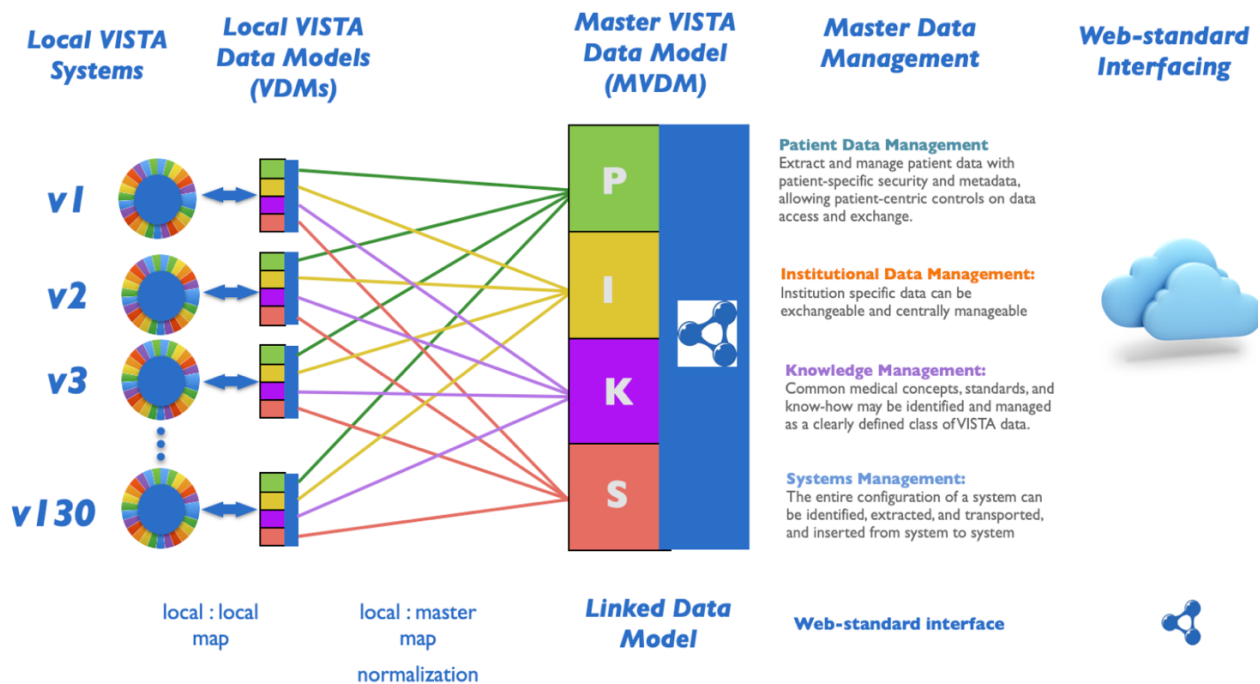 Local VISTA
Systems
Local VISTA
Data Models
(VDMs)
Master VISTA
Data Model
(MVDM)
Master Data
Management
Web-standard
Interfacing
v1
v2
v3
v130
P
I
K
S
Patient Data Management
Extract and manage patient data with
patient-specific security and metadata,
allowing patient-centric controls on data
access and exchange.
Institutional Data Management:
Institution specific data can be
exchangeable and centrally manageable
Knowledge Management:
Common medical concepts, standards, and
know-how may be identified and managed
as a clearly defined class of VISTA data.
Systems Management:
The entire configuration of a system can
be identified, extracted, and transported,
and inserted from system to system
local : local
map
local : master
map
normalization
Linked Data
Model
Web-standard interface